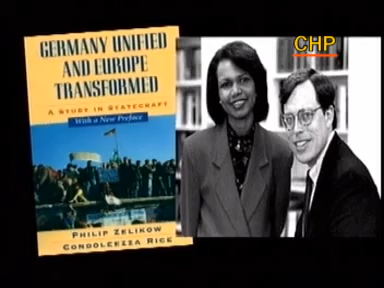 GERMANY UNIFIED
AND EUROPE
TRANSFORMED
A STUDY IN STATECRAFT
With a New Preface
PHILIP ZELIKOW
CONDOLEEZZA RICE
CHP